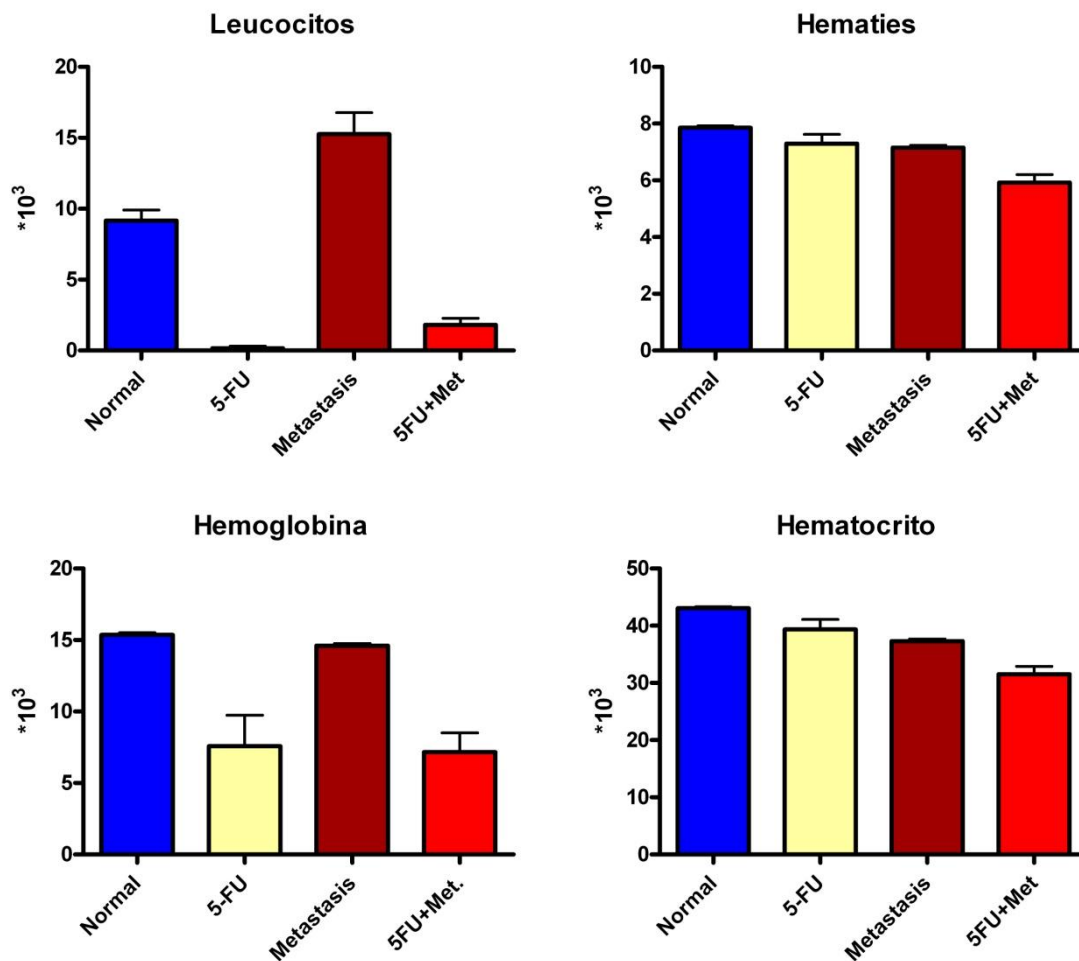 Leucocitos
20
15
10
5
0
*10³
Normal
5-FU
Metastasis
5FU+Met
Hematies
10
8
6
4
2
0
*10³
Normal
5-FU
Metastasis
5FU+Met
Hemoglobina
20
15
10
5
0
*10³
Normal
5-FU
Metastasis
5FU+Met.
Hematocrito
50
40
30
20
10
0
*10³
Normal
5-FU
Metastasis
5FU+Met